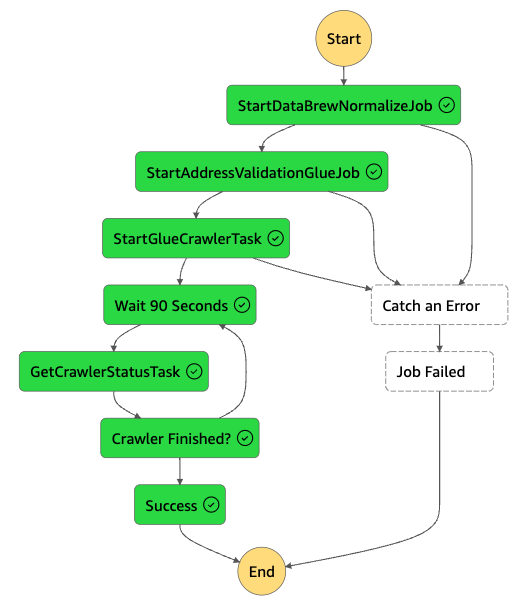 Start
StartDataBrewNormalizeJob
StartAddressValidationGlueJob
StartGlueCrawlerTask
Wait 90 Seconds
Catch an Error
GetCrawlerStatusTask
Job Failed
Crawler Finished?
Success
End